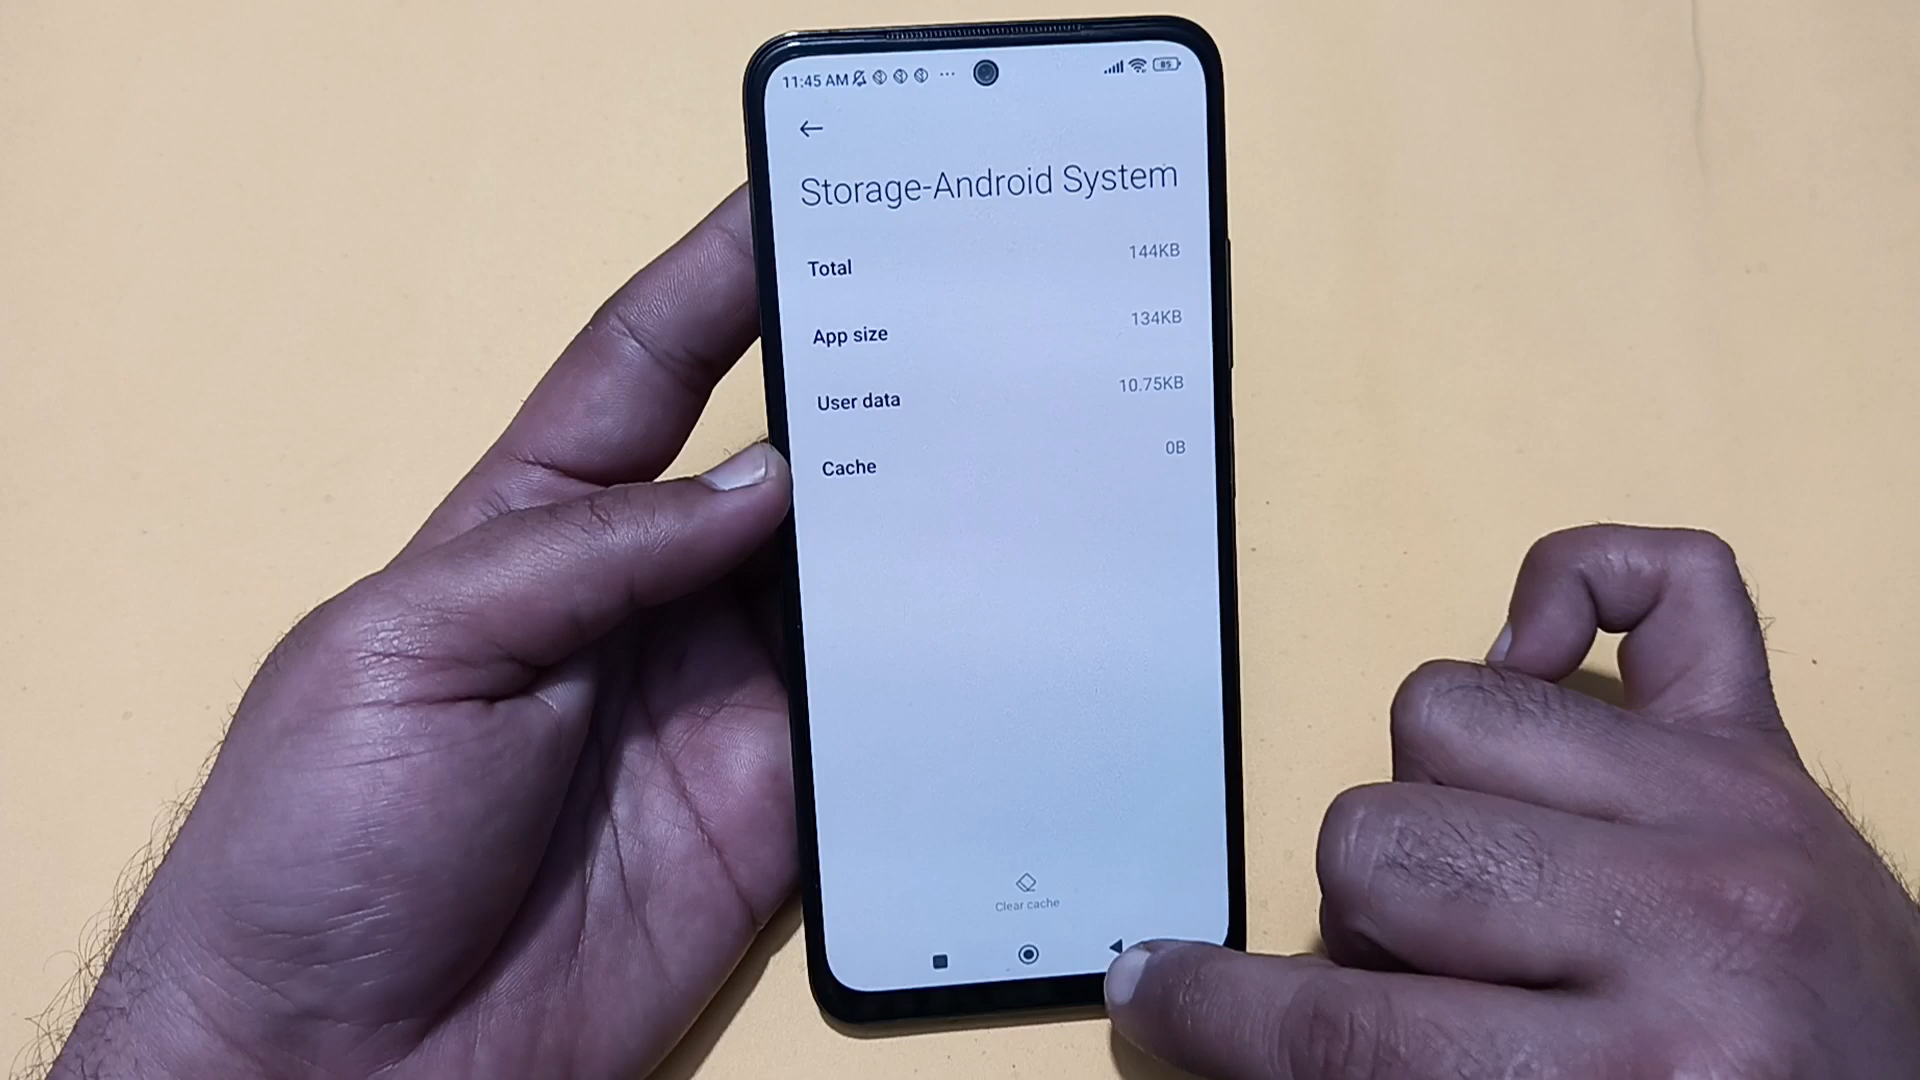 11:45 AM
85
Storage-Android System
Total 144KB
App size 134KB
User data 10.75KB
Cache 0B
Clear cache